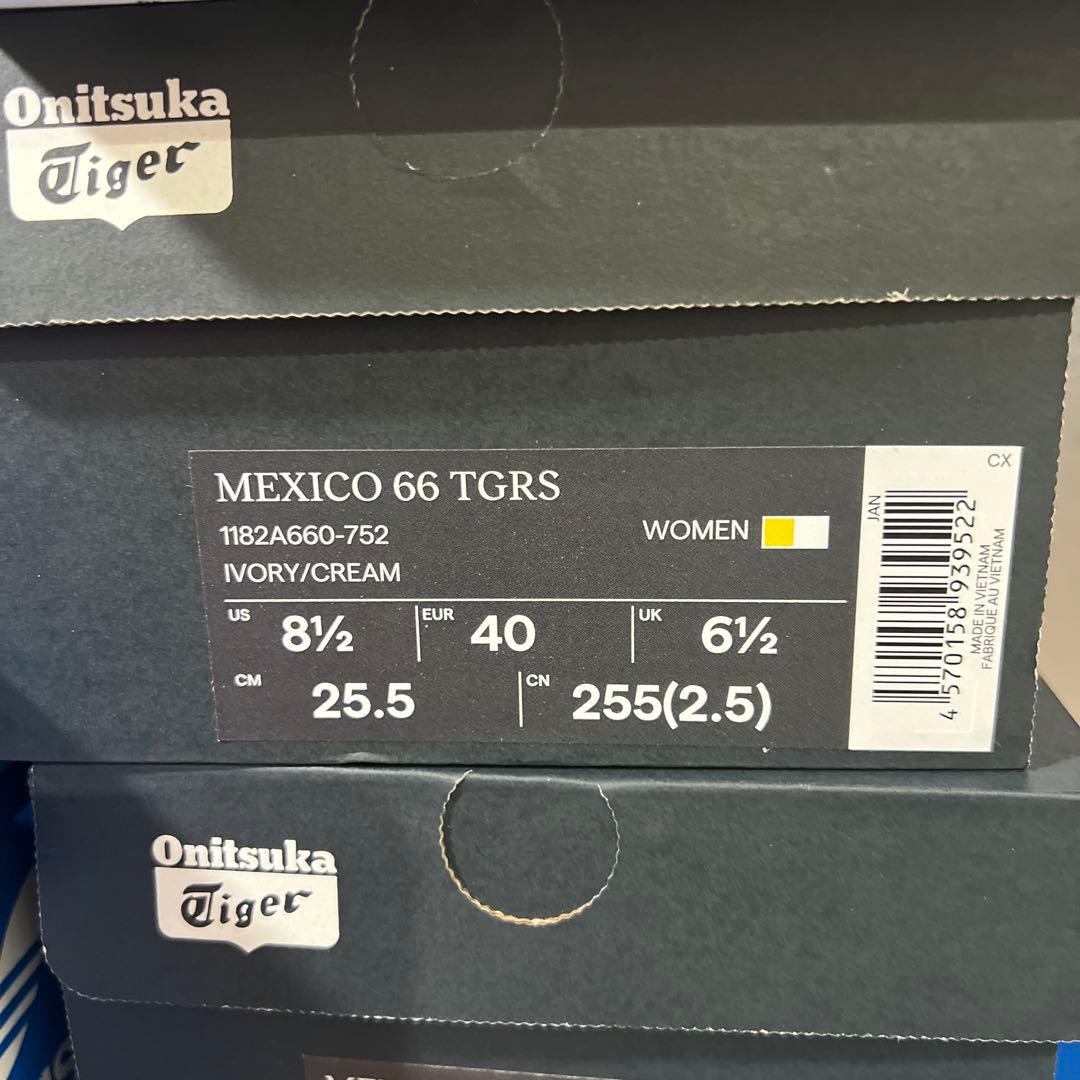 Onitsuka
Tiger
MEXICO 66 TGRS
1182A660-752
WOMEN
IVORY/CREAM
US 8½ EUR 40 UK 6½
CM 25.5 CN 255(2.5)
CX
JAN
4 570158 939522
MADE IN VIETNAM
FABRIQUE AU VIETNAM
Onitsuka
Tiger